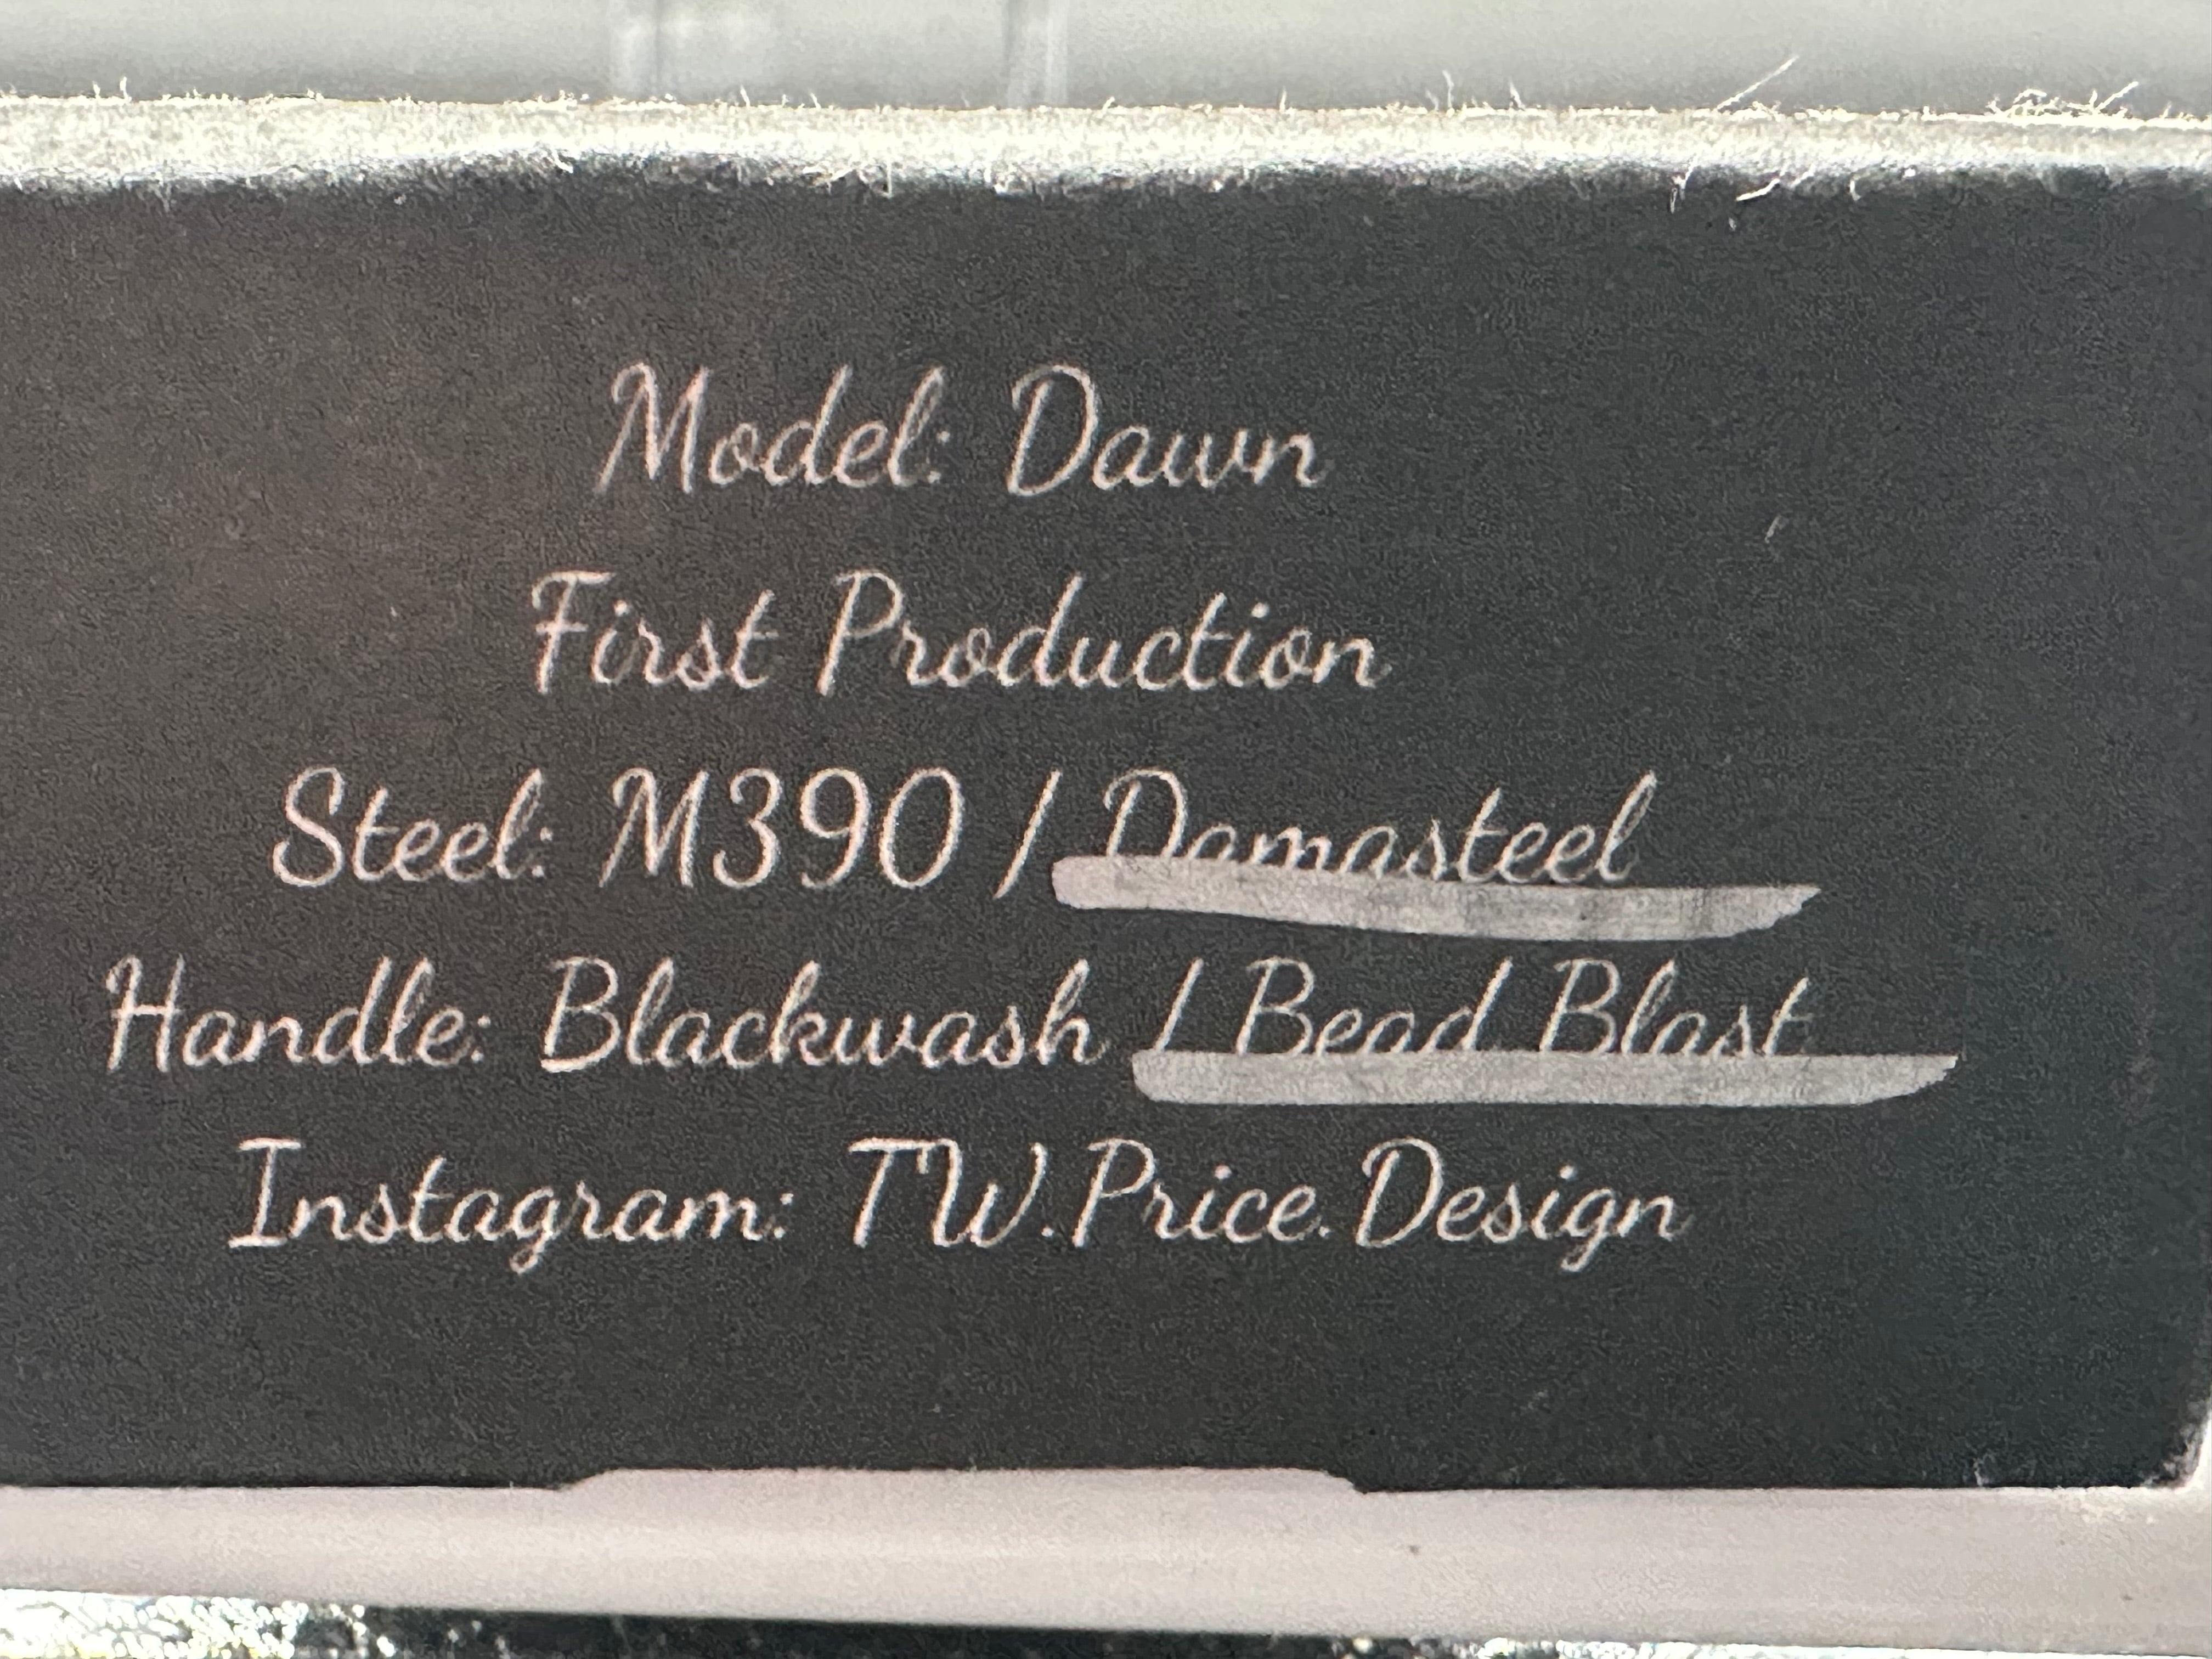 Model: Dawn
First Production
Steel: M390 / Damasteel
Handle: Blackwash / Bead Blast
Instagram: TW.Price.Design